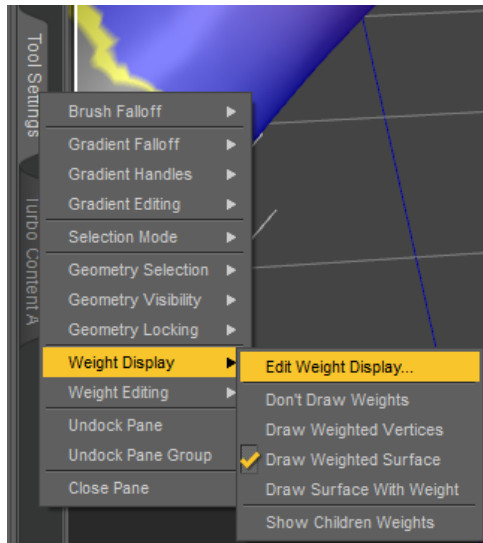 Tool Settings
Turbo Content A
Brush Falloff
Gradient Falloff
Gradient Handles
Gradient Editing
Selection Mode
Geometry Selection
Geometry Visibility
Geometry Locking
Weight Display
Weight Editing
Undock Pane
Undock Pane Group
Close Pane
Edit Weight Display...
Don't Draw Weights
Draw Weighted Vertices
Draw Weighted Surface
Draw Surface With Weight
Show Children Weights